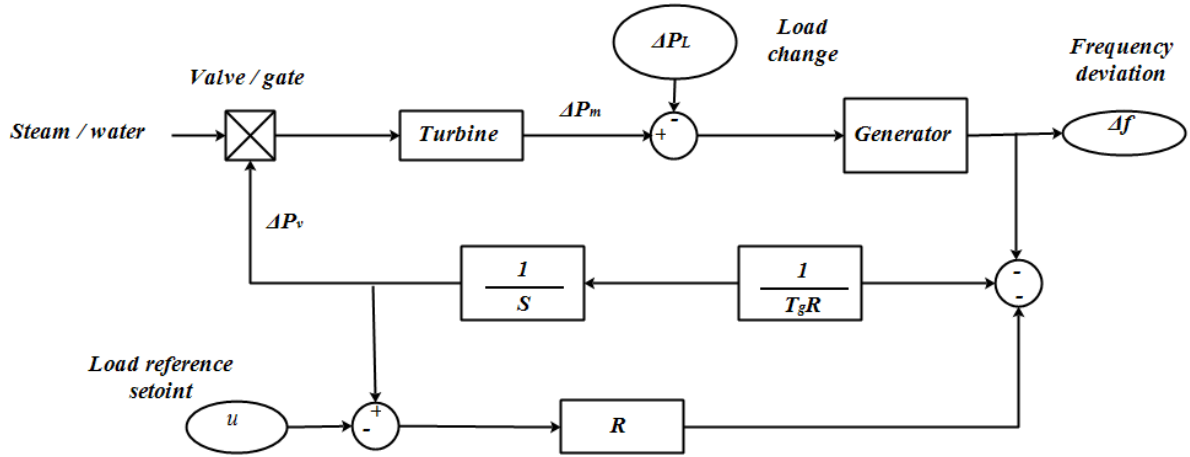 ΔPL
Load
change
Frequency
deviation
Valve / gate
Steam / water
Turbine
ΔPm
-
+
Generator
Δf
ΔPv
1
S
1
TgR
-
-
Load reference
setoint
u
+
-
R